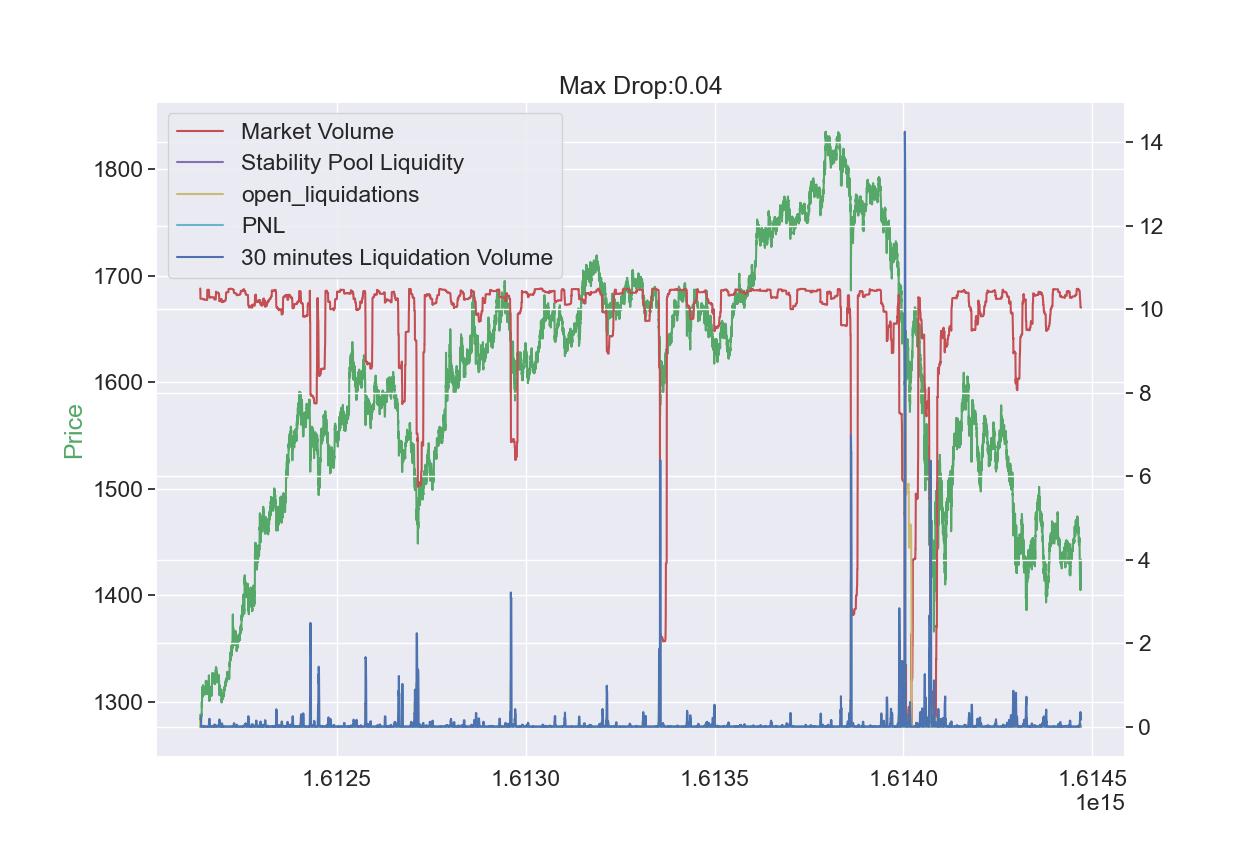 Max Drop:0.04
Market Volume
Stability Pool Liquidity
open_liquidations
PNL
30 minutes Liquidation Volume
Price
1800
1700
1600
1500
1400
1300
14
12
10
8
6
4
2
0
1.6125
1.6130
1.6135
1.6140
1.6145
1e15